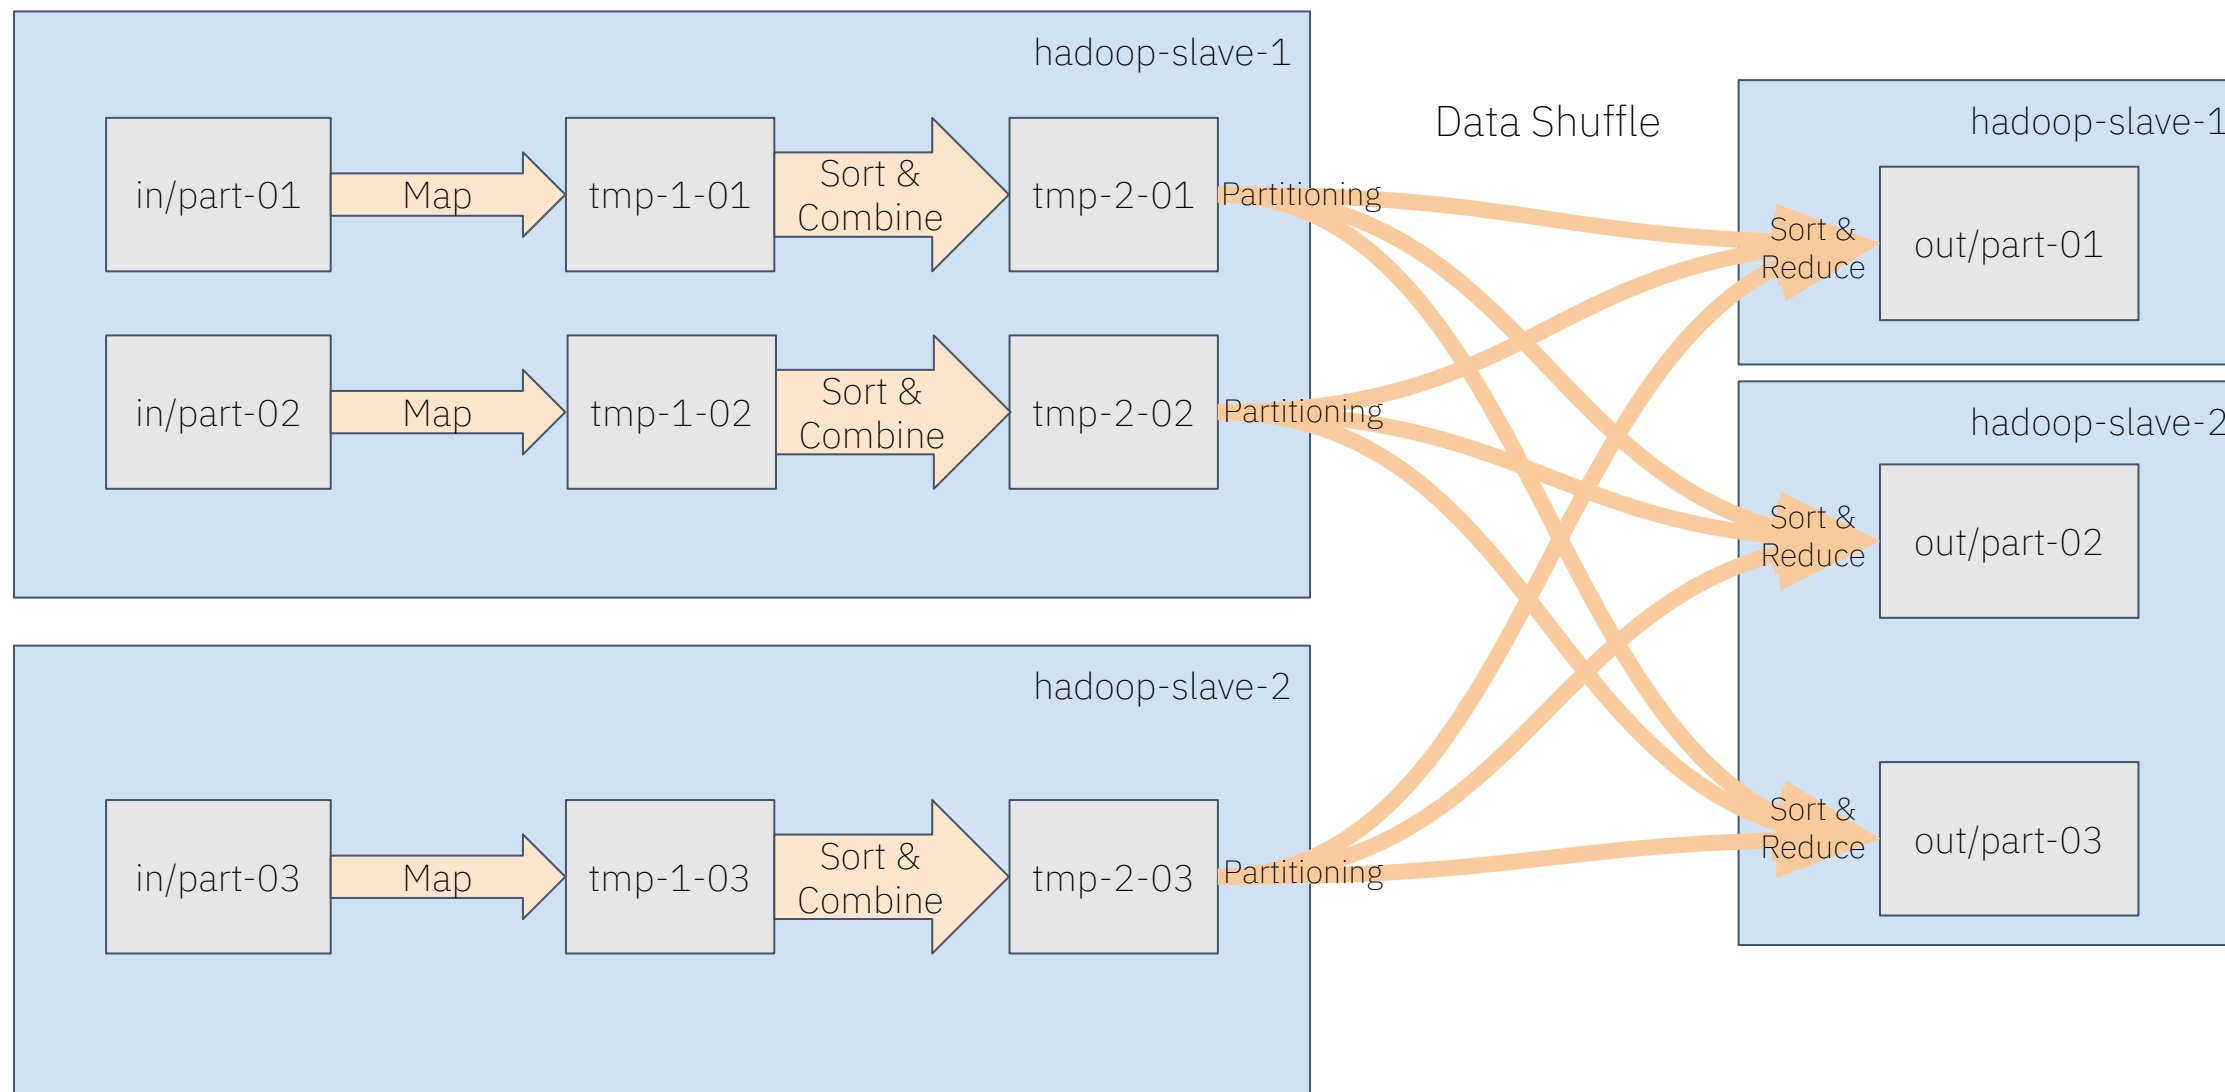 hadoop-slave-1
in/part-01
Map
tmp-1-01
Sort &
Combine
tmp-2-01
Partitioning
in/part-02
Map
tmp-1-02
Sort &
Combine
tmp-2-02
Partitioning
hadoop-slave-2
in/part-03
Map
tmp-1-03
Sort &
Combine
tmp-2-03
Partitioning
Data Shuffle
hadoop-slave-1
Sort &
Reduce
out/part-01
hadoop-slave-2
Sort &
Reduce
out/part-02
Sort &
Reduce
out/part-03